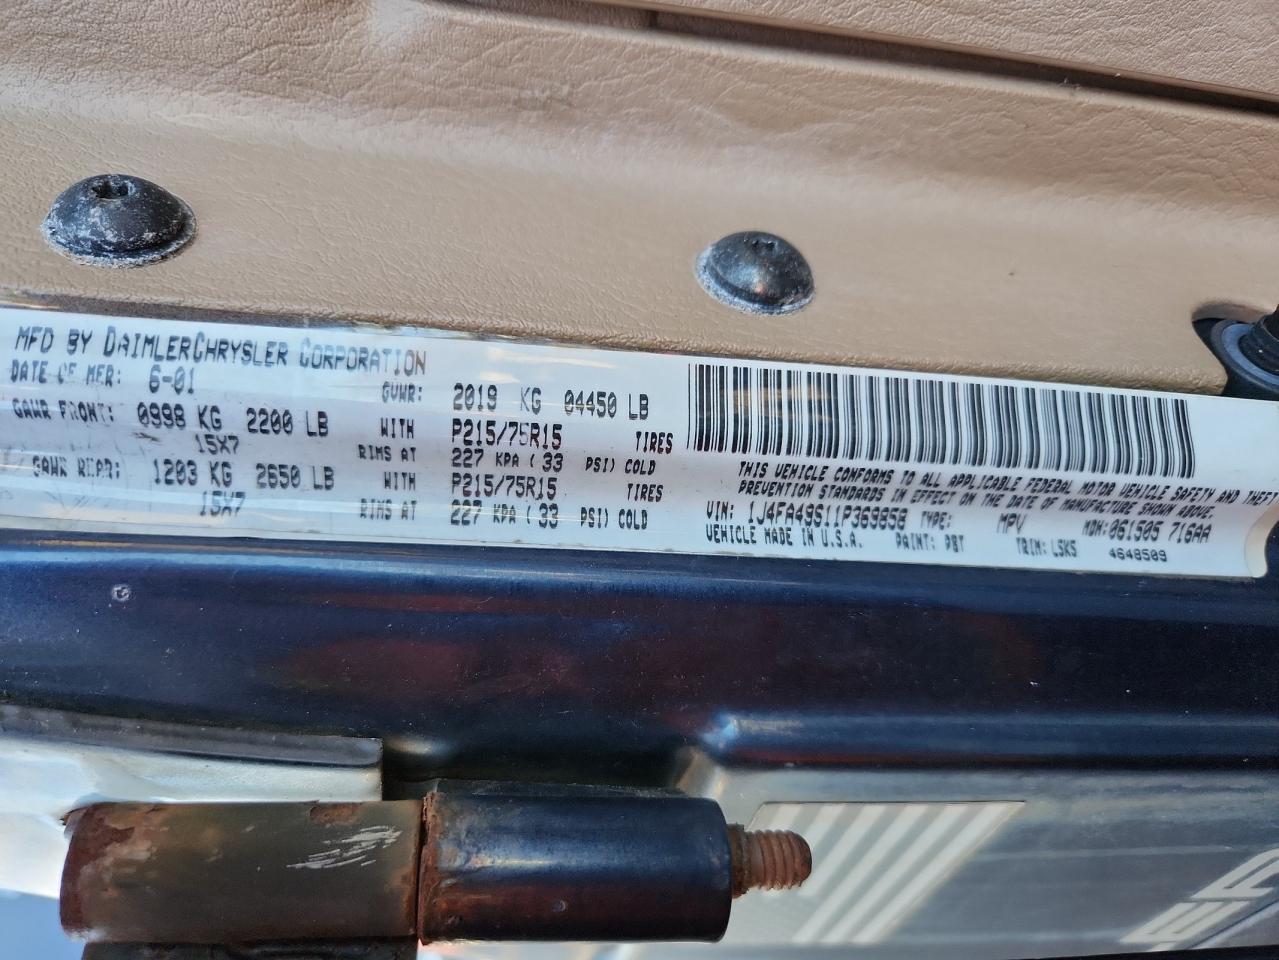 MFD BY DAIMLERCHRYSLER CORPORATION
DATE OF MFR: 6-01 GVWR: 2019 KG 04450 LB
GAWR FRONT: 0998 KG 2200 LB WITH P215/75R15 TIRES
15X7 RIMS AT 227 KPA (33 PSI) COLD
GAWR REAR: 1203 KG 2650 LB WITH P215/75R15 TIRES
15X7 RIMS AT 227 KPA (33 PSI) COLD
THIS VEHICLE CONFORMS TO ALL APPLICABLE FEDERAL MOTOR VEHICLE SAFETY AND THEFT
PREVENTION STANDARDS IN EFFECT ON THE DATE OF MANUFACTURE SHOWN ABOVE.
VIN: 1J4FA49S11P369858 TYPE: MPV MDH: 061505 716AA
VEHICLE MADE IN U.S.A. PAINT: PBT TRIM: LSKS 4648509